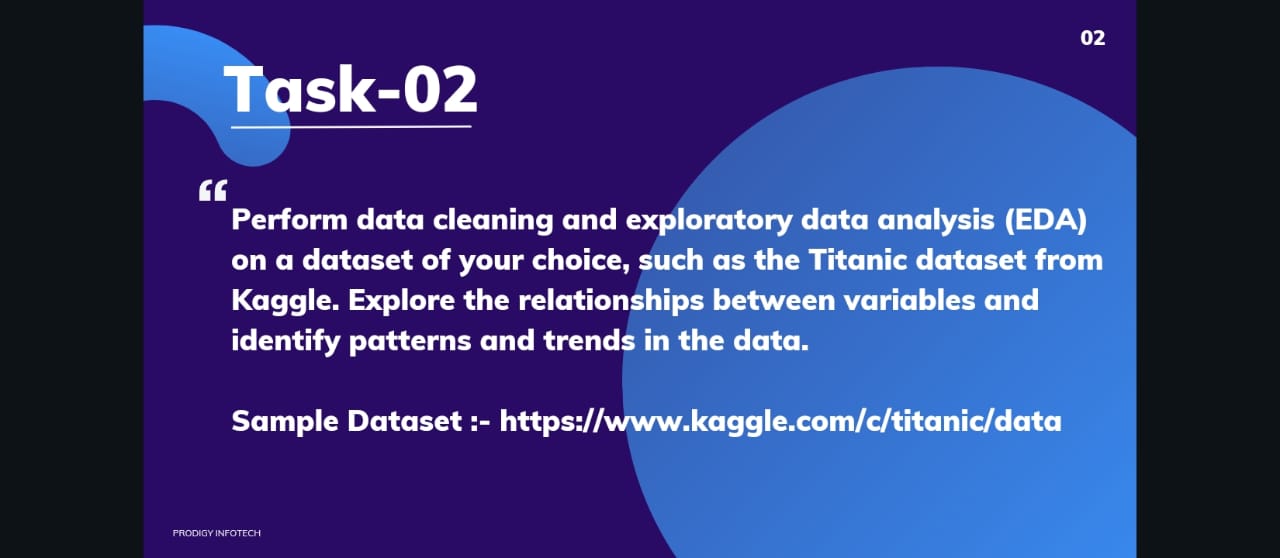 02
Task-02
“
Perform data cleaning and exploratory data analysis (EDA)
on a dataset of your choice, such as the Titanic dataset from
Kaggle. Explore the relationships between variables and
identify patterns and trends in the data.
Sample Dataset :- https://www.kaggle.com/c/titanic/data
PRODIGY INFOTECH